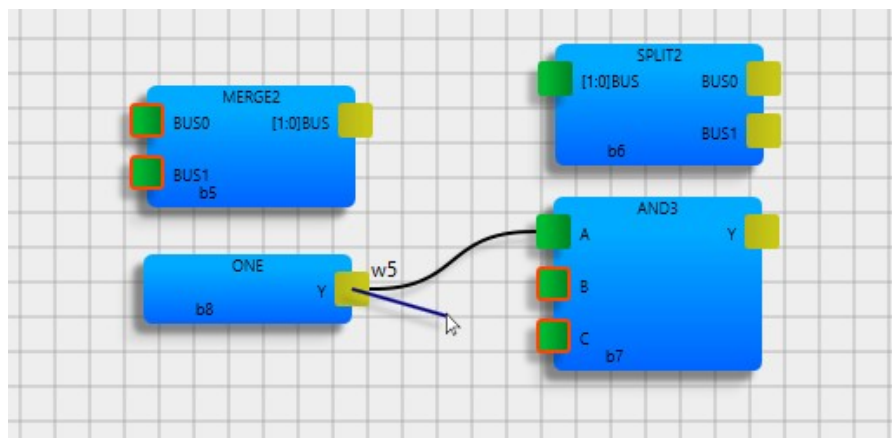 MERGE2
BUS0 [1:0]BUS
BUS1
b5
SPLIT2
[1:0]BUS BUS0
BUS1
b6
ONE
Y
b8
w5
AND3
A Y
B
C
b7